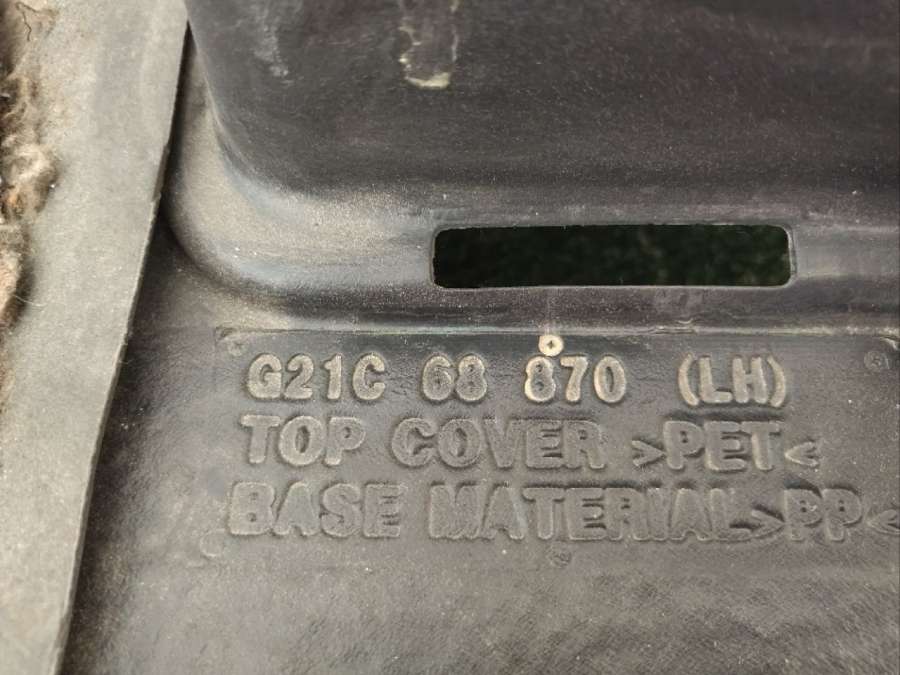 G21C 68 870 (LH)
TOP COVER >PET<
BASE MATERIAL>PP<